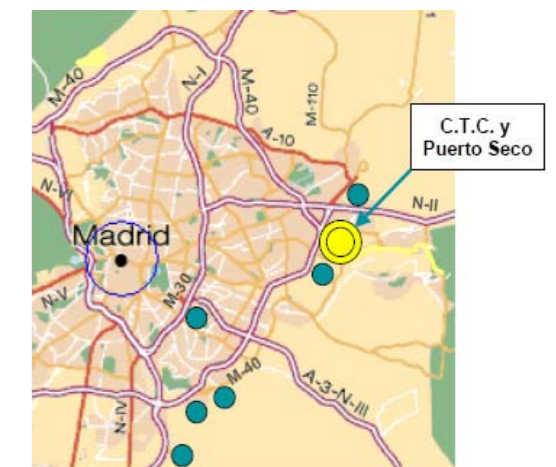 M-40
N-I
M-40
M-110
A-10
C.T.C. y
Puerto Seco
N-VI
N-II
Madrid
N-V
M-30
M-40
A-3-N-III
N-IV